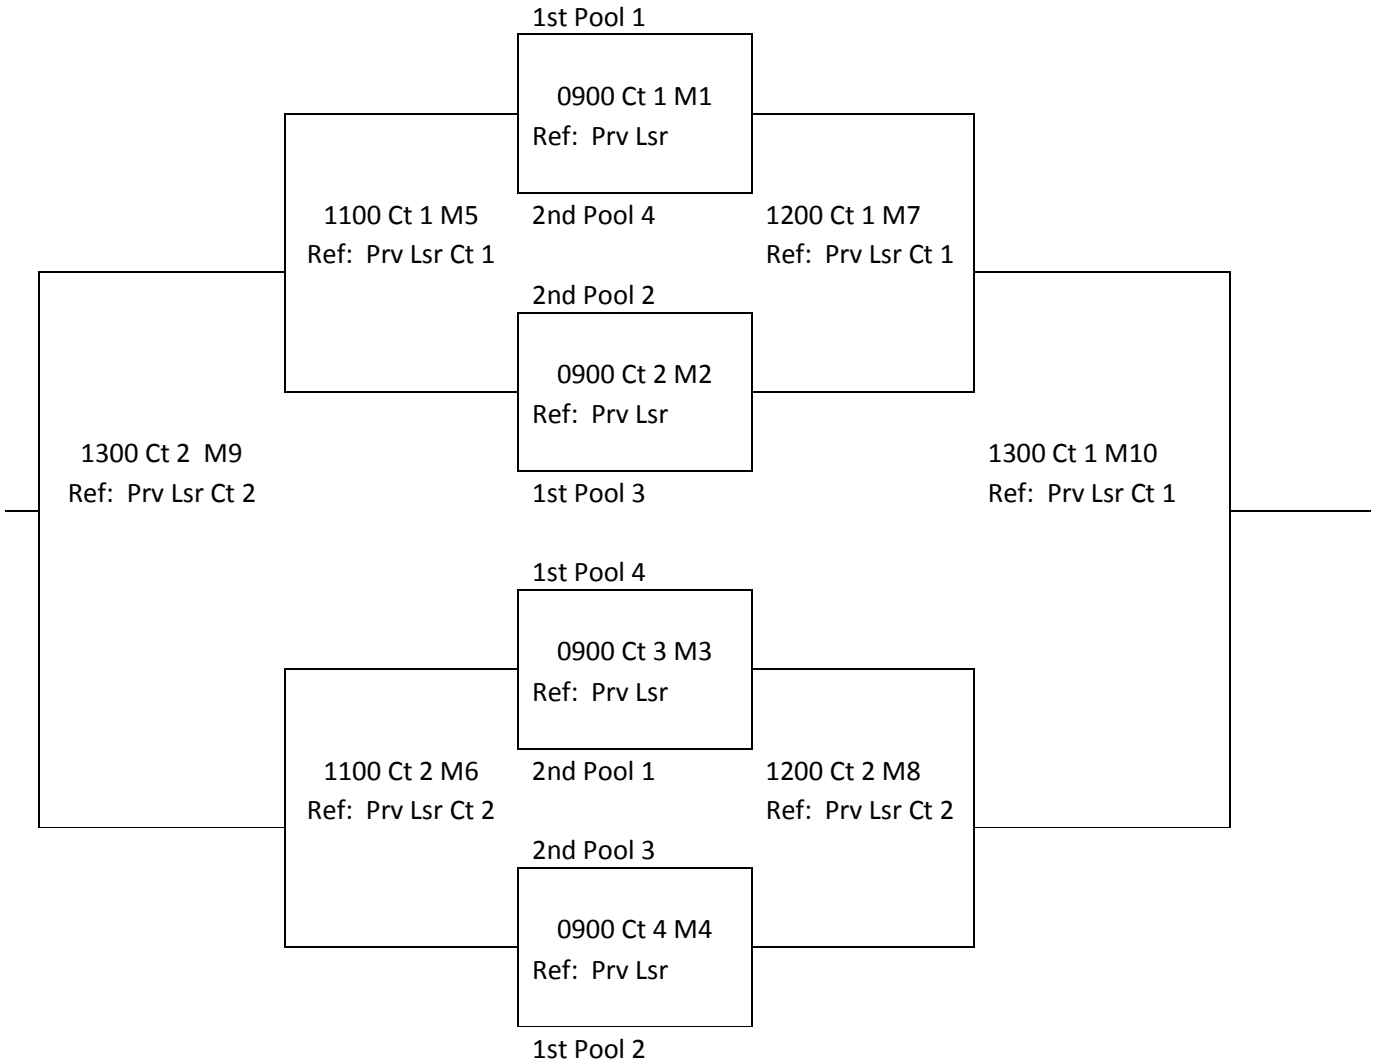 1st Pool 1
0900 Ct 1 M1
Ref: Prv Lsr
1100 Ct 1 M5
2nd Pool 4
1200 Ct 1 M7
Ref: Prv Lsr Ct 1
Ref: Prv Lsr Ct 1
2nd Pool 2
0900 Ct 2 M2
Ref: Prv Lsr
1300 Ct 2 M9
1300 Ct 1 M10
Ref: Prv Lsr Ct 2
1st Pool 3
Ref: Prv Lsr Ct 1
1st Pool 4
0900 Ct 3 M3
Ref: Prv Lsr
1100 Ct 2 M6
2nd Pool 1
1200 Ct 2 M8
Ref: Prv Lsr Ct 2
Ref: Prv Lsr Ct 2
2nd Pool 3
0900 Ct 4 M4
Ref: Prv Lsr
1st Pool 2